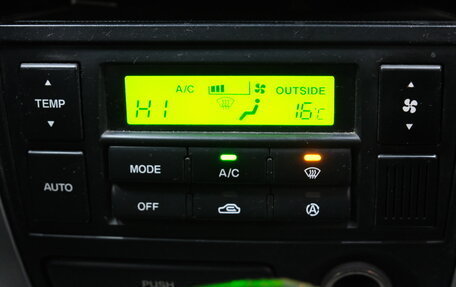 A/C OUTSIDE
HI 16°C
TEMP
MODE A/C
AUTO
OFF A
PUSH